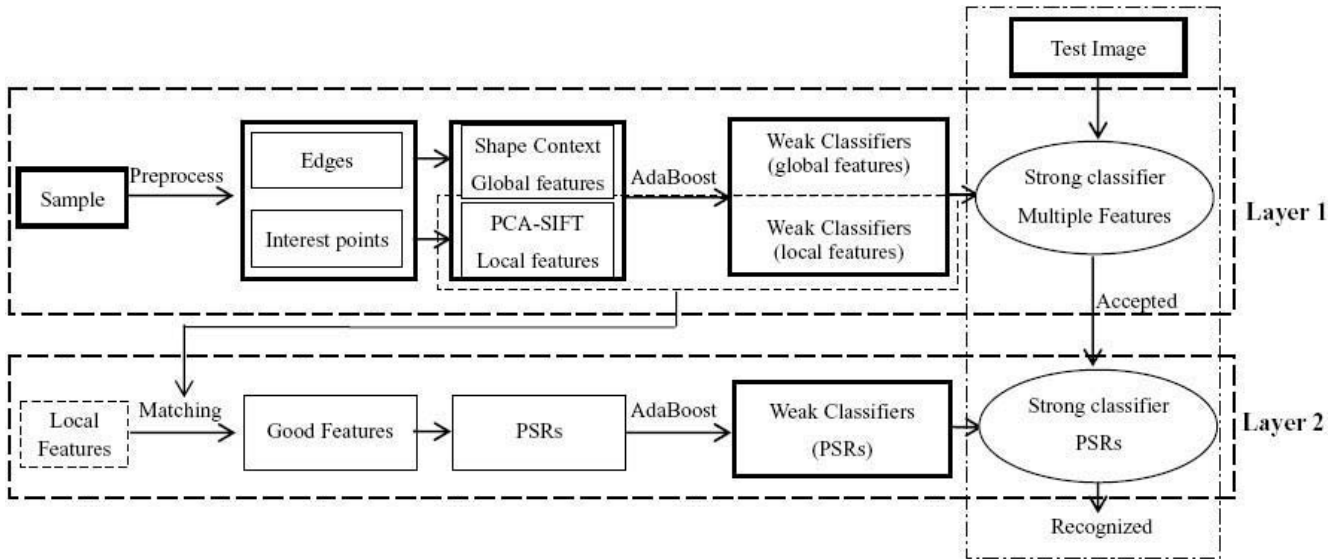 Test Image
Sample
Preprocess
Edges
Interest points
Shape Context
Global features
PCA-SIFT
Local features
AdaBoost
Weak Classifiers
(global features)
Weak Classifiers
(local features)
Strong classifier
Multiple Features
Layer 1
Accepted
Local
Features
Matching
Good Features
PSRs
AdaBoost
Weak Classifiers
(PSRs)
Strong classifier
PSRs
Layer 2
Recognized